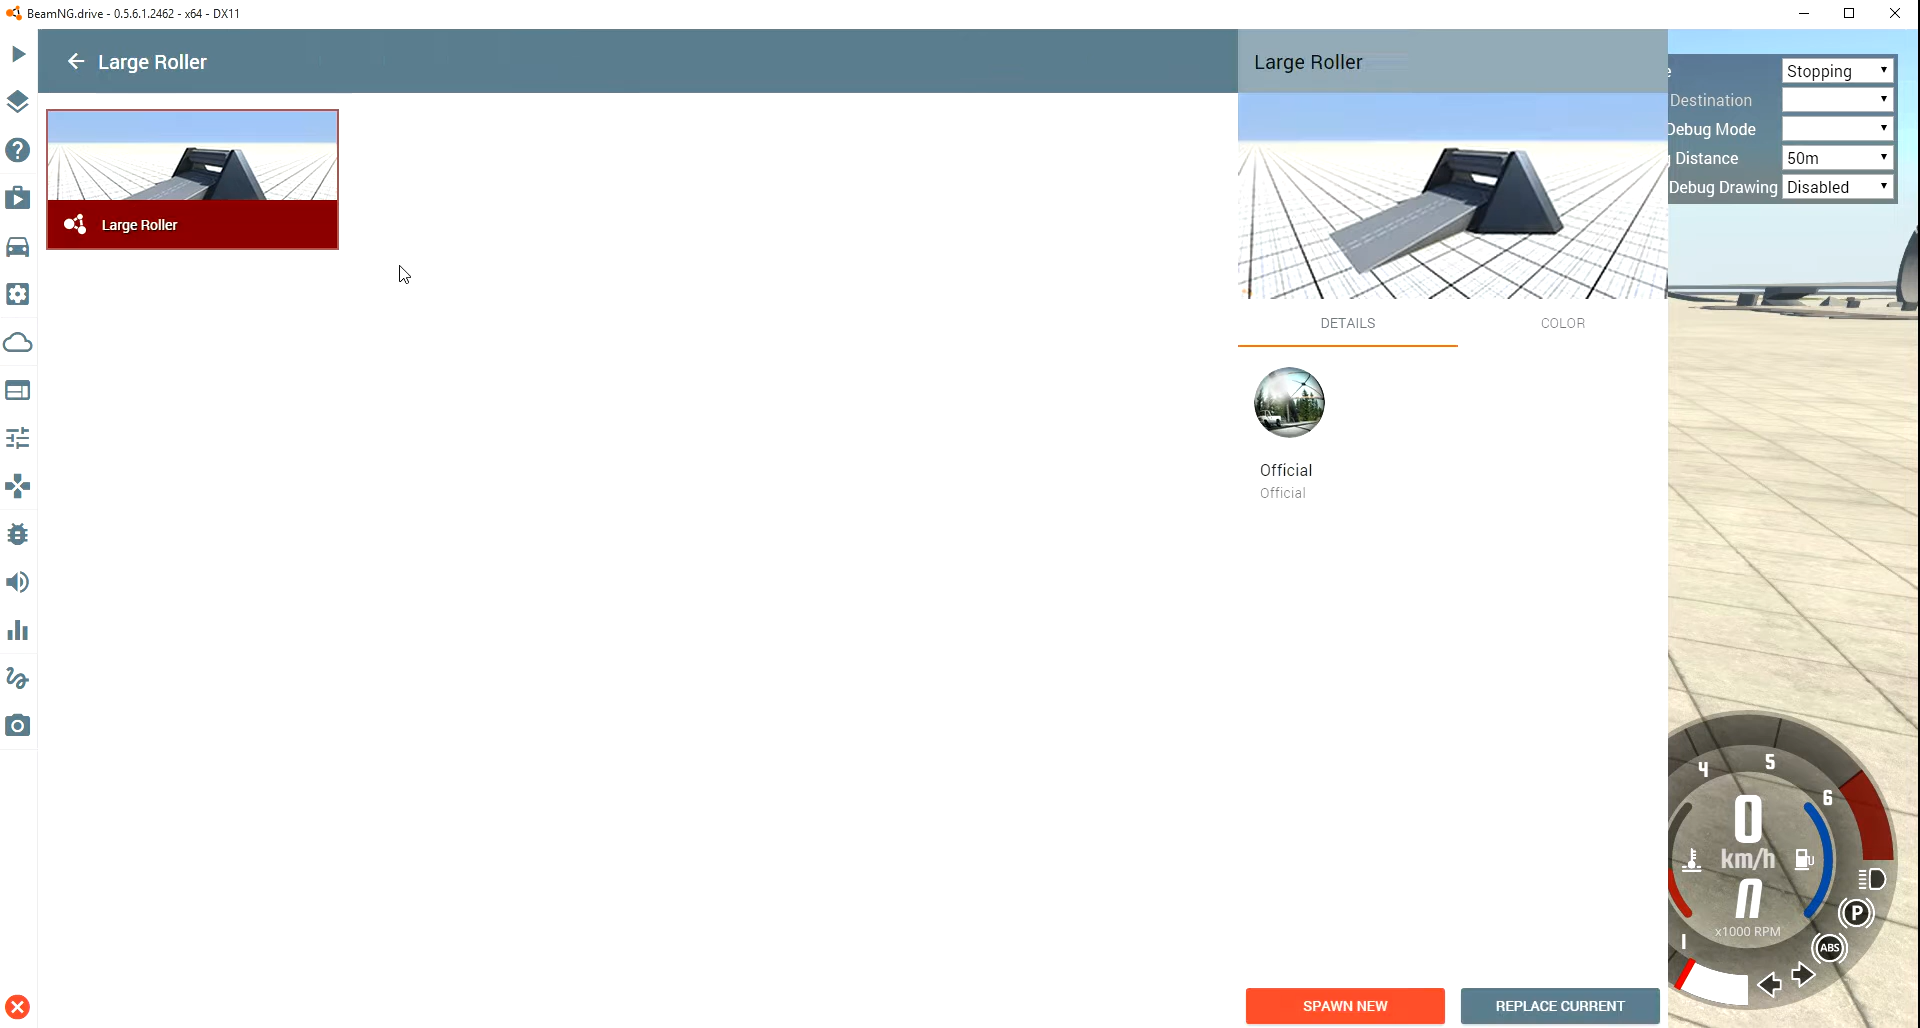 BeamNG.drive - 0.5.6.1.2462 - x64 - DX11
Large Roller
Large Roller
Large Roller
DETAILS
COLOR
Official
Official
SPAWN NEW
REPLACE CURRENT
Stopping
Destination
Debug Mode
Distance
50m
Debug Drawing
Disabled
4
5
6
0
km/h
n
x1000 RPM
1
P
ABS